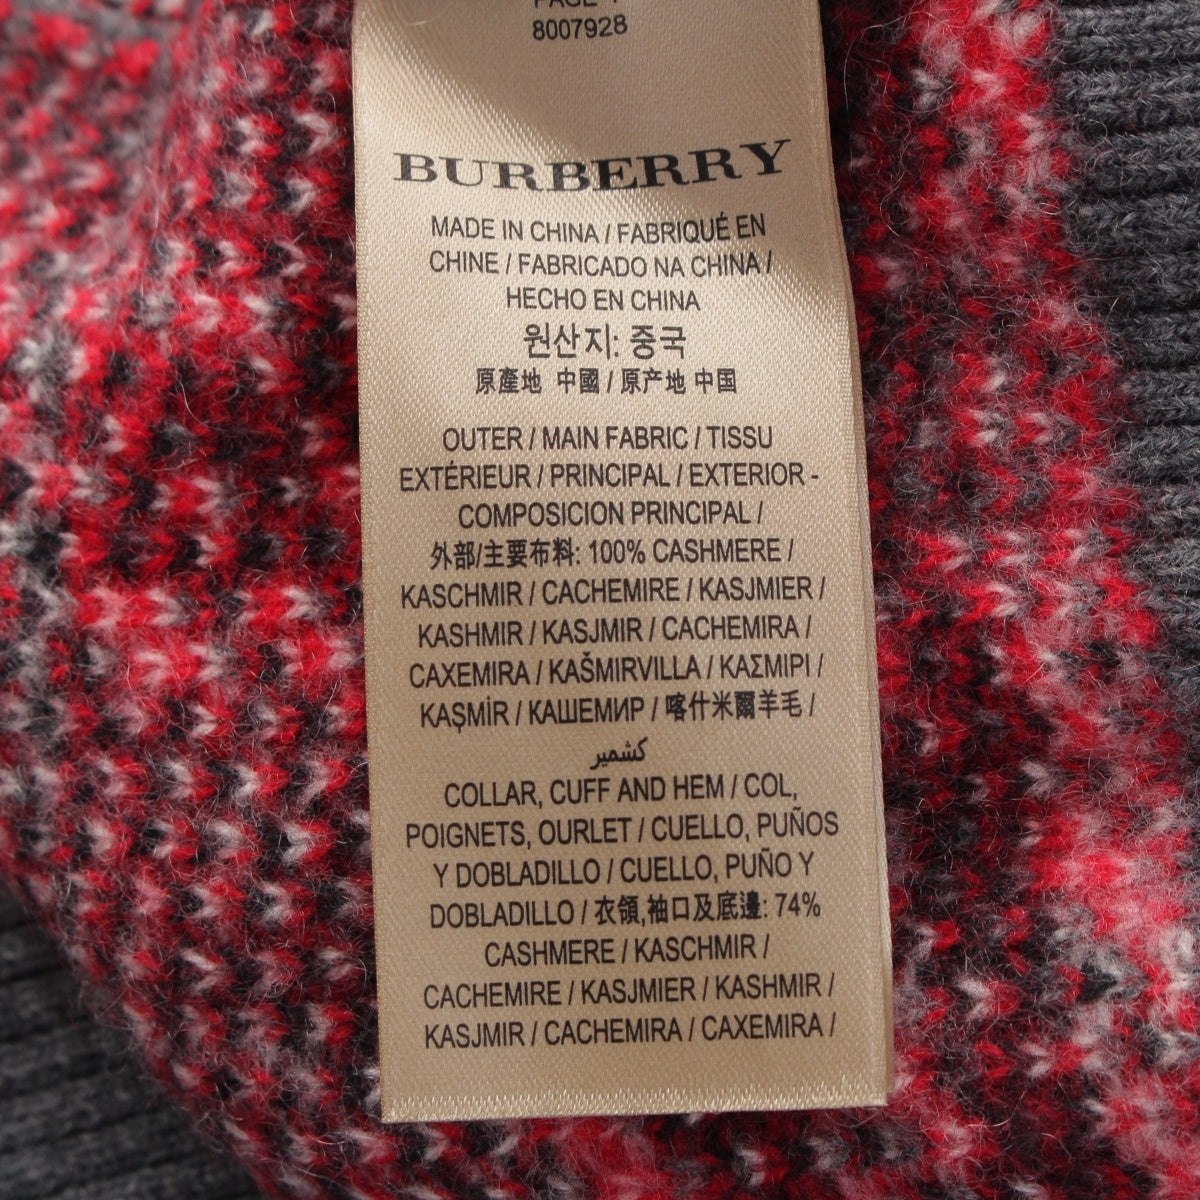 PAGE 1
8007928
BURBERRY
MADE IN CHINA / FABRIQUÉ EN
CHINE / FABRICADO NA CHINA /
HECHO EN CHINA
원산지: 중국
原產地 中國 / 原产地 中国
OUTER / MAIN FABRIC / TISSU
EXTÉRIEUR / PRINCIPAL / EXTERIOR -
COMPOSICION PRINCIPAL /
外部/主要布料: 100% CASHMERE /
KASCHMIR / CACHEMIRE / KASJMIER /
KASHMIR / KASJMIR / CACHEMIRA /
CAXEMIRA / KAŠMIRVILLA / ΚΑΣΜΙΡΙ /
KAŞMİR / КАШЕМИР / 喀什米爾羊毛 /
كشمير
COLLAR, CUFF AND HEM / COL,
POIGNETS, OURLET / CUELLO, PUÑOS
Y DOBLADILLO / CUELLO, PUÑO Y
DOBLADILLO / 衣領,袖口及底邊: 74%
CASHMERE / KASCHMIR /
CACHEMIRE / KASJMIER / KASHMIR /
KASJMIR / CACHEMIRA / CAXEMIRA /